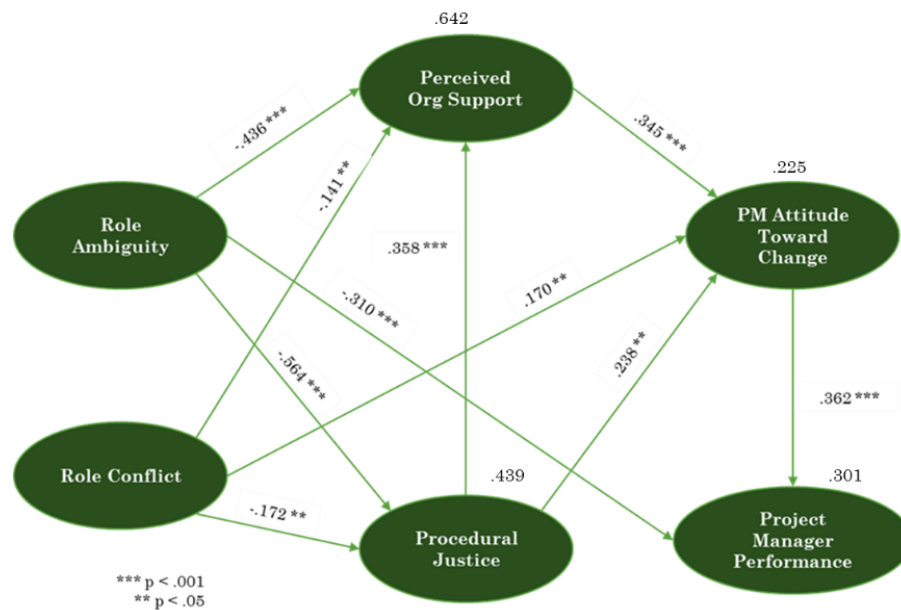 .642
Perceived
Org Support
-.436 ***
-.141 **
.345 ***
.225
Role
Ambiguity
PM Attitude
Toward
Change
.358 ***
.170 **
-.310 ***
.238 **
-.564 ***
.362 ***
Role Conflict
.439
.301
-.172 **
Procedural
Justice
Project
Manager
Performance
*** p < .001
** p < .05